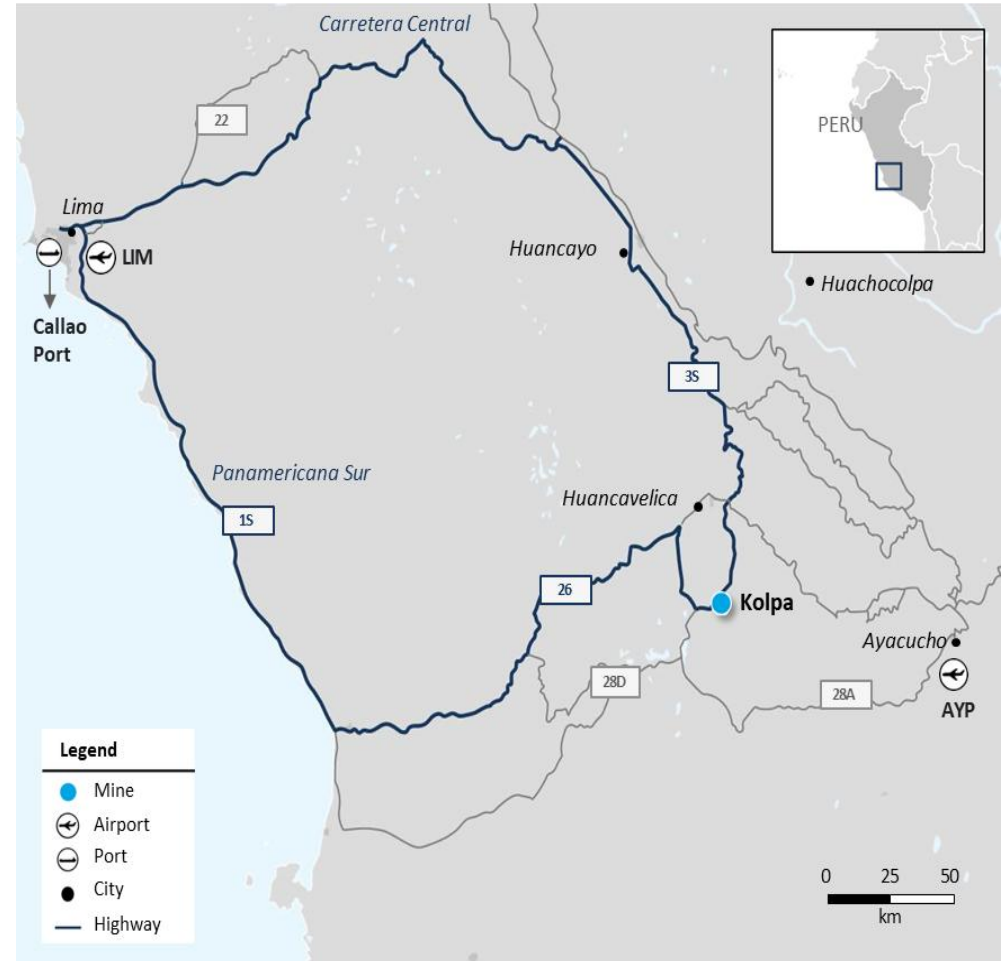 Carretera Central
22
PERU
Lima
LIM
Huancayo
Huachocolpa
Callao
Port
3S
Panamericana Sur
Huancavelica
1S
26
Kolpa
Ayacucho
28D
28A
AYP
Legend
Mine
Airport
Port
City
Highway
0 25 50
km